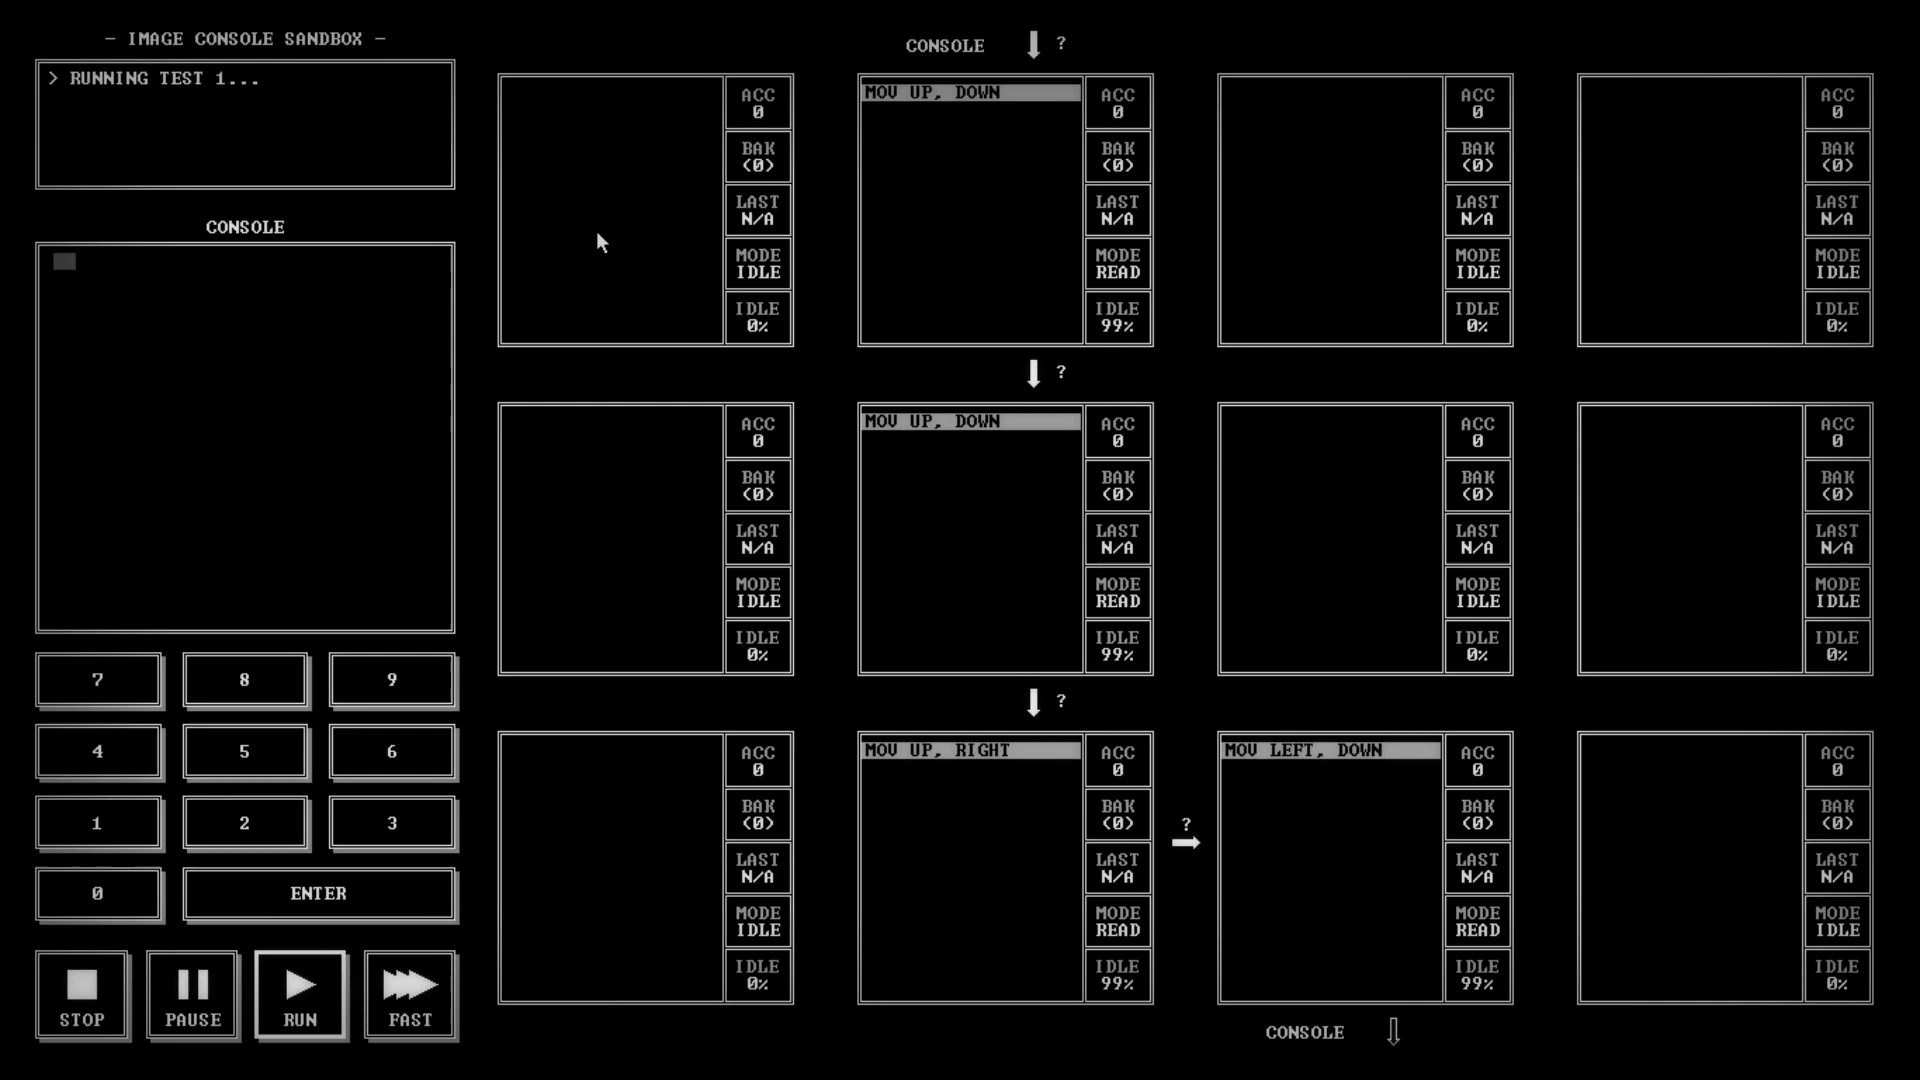 - IMAGE CONSOLE SANDBOX -
> RUNNING TEST 1...
CONSOLE
7 8 9
4 5 6
1 2 3
0 ENTER
STOP PAUSE RUN FAST
CONSOLE ?
ACC
0
BAK
(0)
LAST
N/A
MODE
IDLE
IDLE
0%
MOV UP, DOWN
ACC
0
BAK
(0)
LAST
N/A
MODE
READ
IDLE
99%
ACC
0
BAK
(0)
LAST
N/A
MODE
IDLE
IDLE
0%
ACC
0
BAK
(0)
LAST
N/A
MODE
IDLE
IDLE
0%
?
ACC
0
BAK
(0)
LAST
N/A
MODE
IDLE
IDLE
0%
MOV UP, DOWN
ACC
0
BAK
(0)
LAST
N/A
MODE
READ
IDLE
99%
ACC
0
BAK
(0)
LAST
N/A
MODE
IDLE
IDLE
0%
ACC
0
BAK
(0)
LAST
N/A
MODE
IDLE
IDLE
0%
?
ACC
0
BAK
(0)
LAST
N/A
MODE
IDLE
IDLE
0%
MOV UP, RIGHT
ACC
0
BAK
(0)
LAST
N/A
MODE
READ
IDLE
99%
?
MOV LEFT, DOWN
ACC
0
BAK
(0)
LAST
N/A
MODE
READ
IDLE
99%
ACC
0
BAK
(0)
LAST
N/A
MODE
IDLE
IDLE
0%
CONSOLE